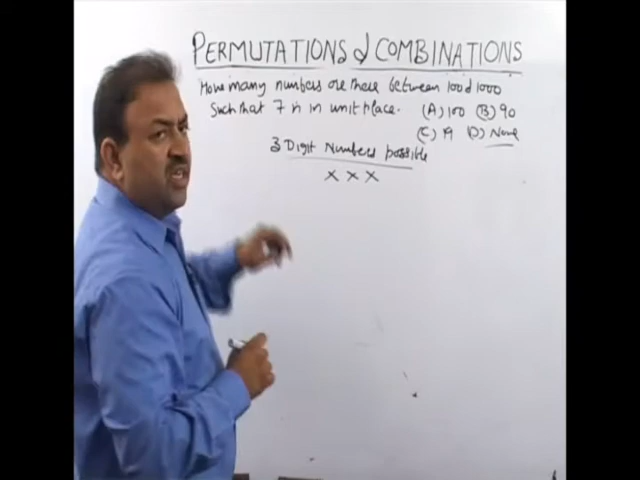 PERMUTATIONS & COMBINATIONS
How many numbers are there between 100 & 1000
Such that 7 is in unit place. (A) 100 (B) 90
(C) 19 (D) None
3 Digit Numbers possible
× × ×